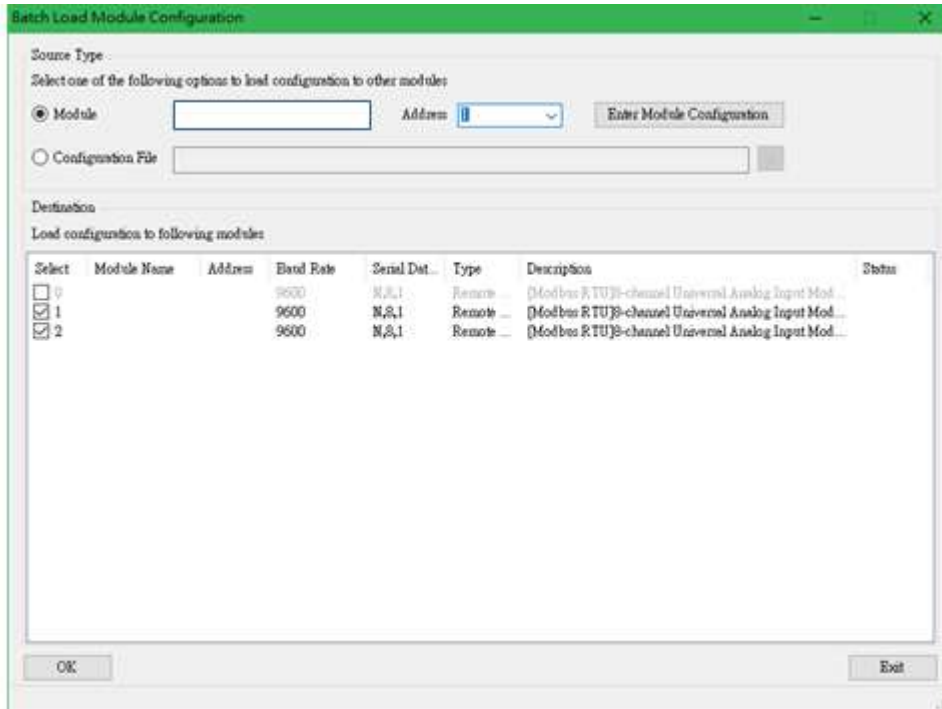 Batch Load Module Configuration
Source Type
Select one of the following options to load configuration to other modules
Module Address Enter Module Configuration
Configuration File
Destination
Load configuration to following modules
Select Module Name Address Baud Rate Serial Dat... Type Description Status
0 9600 N,8,1 Remote ... [Modbus RTU]8-channel Universal Analog Input Mod...
1 9600 N,8,1 Remote ... [Modbus RTU]8-channel Universal Analog Input Mod...
2 9600 N,8,1 Remote ... [Modbus RTU]8-channel Universal Analog Input Mod...
OK Exit